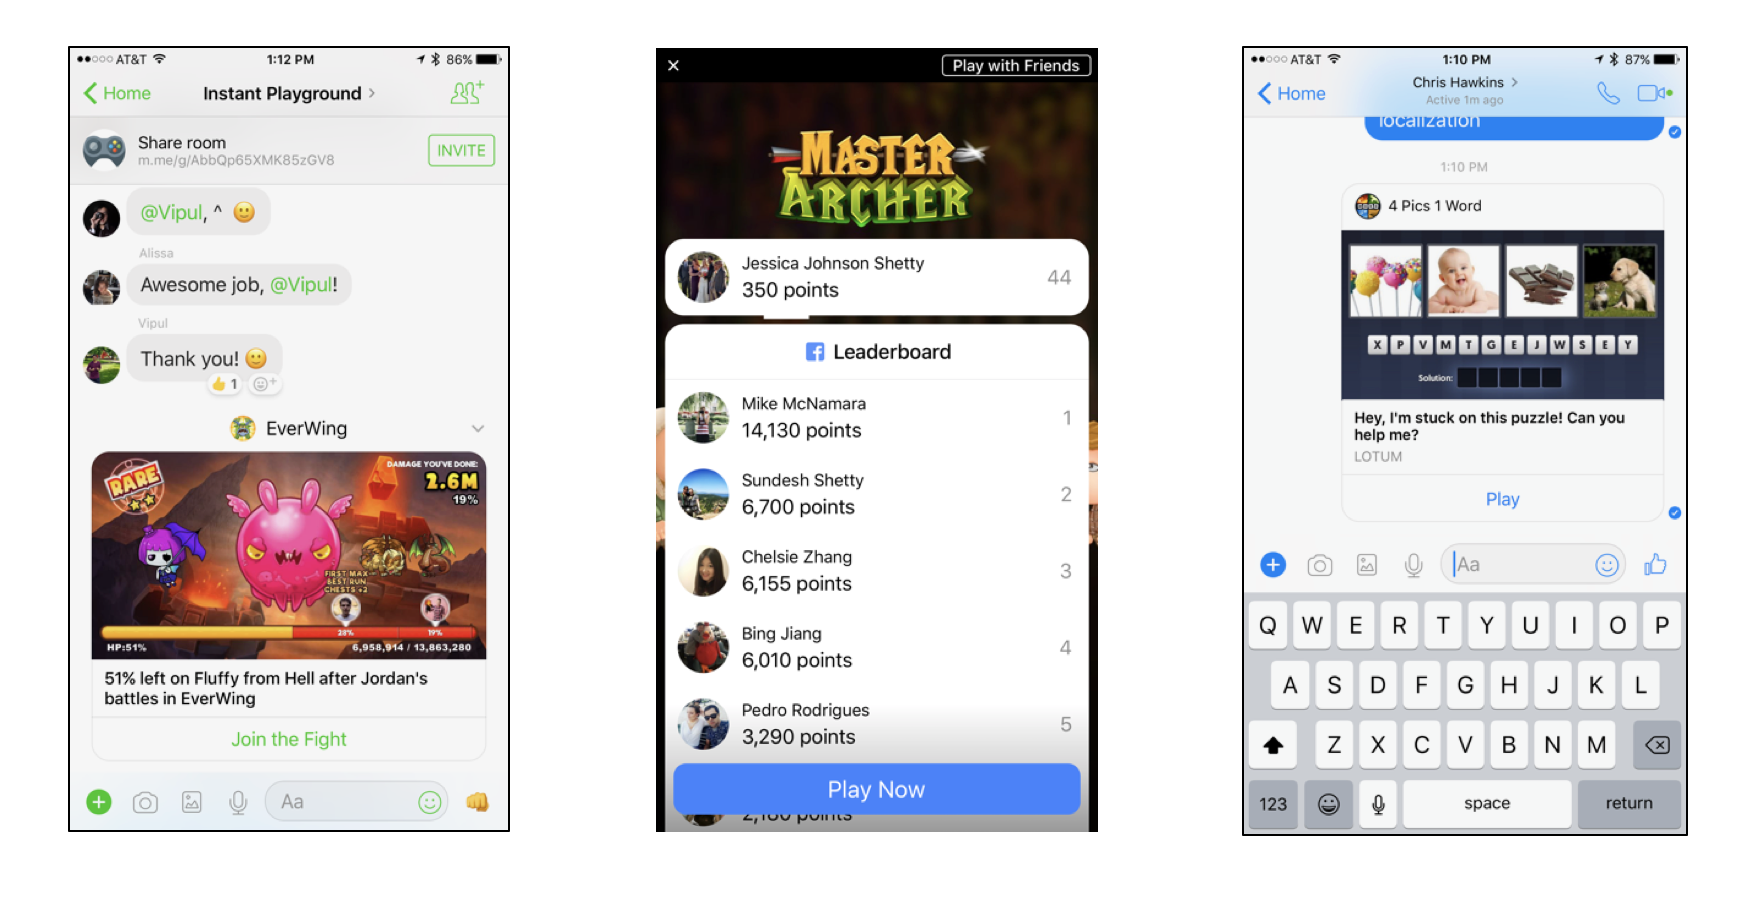 AT&T
1:12 PM
86%
Home
Instant Playground
Share room
m.me/g/AbbQp65XMK85zGV8
INVITE
@Vipul, ^
Alissa
Awesome job, @Vipul!
Vipul
Thank you!
1
EverWing
RARE
DAMAGE YOU'VE DONE:
2.6M
19%
FIRST MAX
BEST RUN
CHESTS +2
28%
19%
HP:51%
6,958,914 / 13,863,280
51% left on Fluffy from Hell after Jordan's
battles in EverWing
Join the Fight
Aa
×
Play with Friends
MASTER
ARCHER
Jessica Johnson Shetty
350 points
44
Leaderboard
Mike McNamara
14,130 points
1
Sundesh Shetty
6,700 points
2
Chelsie Zhang
6,155 points
3
Bing Jiang
6,010 points
4
Pedro Rodrigues
3,290 points
5
Play Now
points
AT&T
1:10 PM
87%
Home
Chris Hawkins
Active 1m ago
localization
1:10 PM
4 Pics 1 Word
X P V M T G E J W S E Y
Solution:
Hey, I'm stuck on this puzzle! Can you
help me?
LOTUM
Play
Aa
Q W E R T Y U I O P
A S D F G H J K L
Z X C V B N M
123
space
return